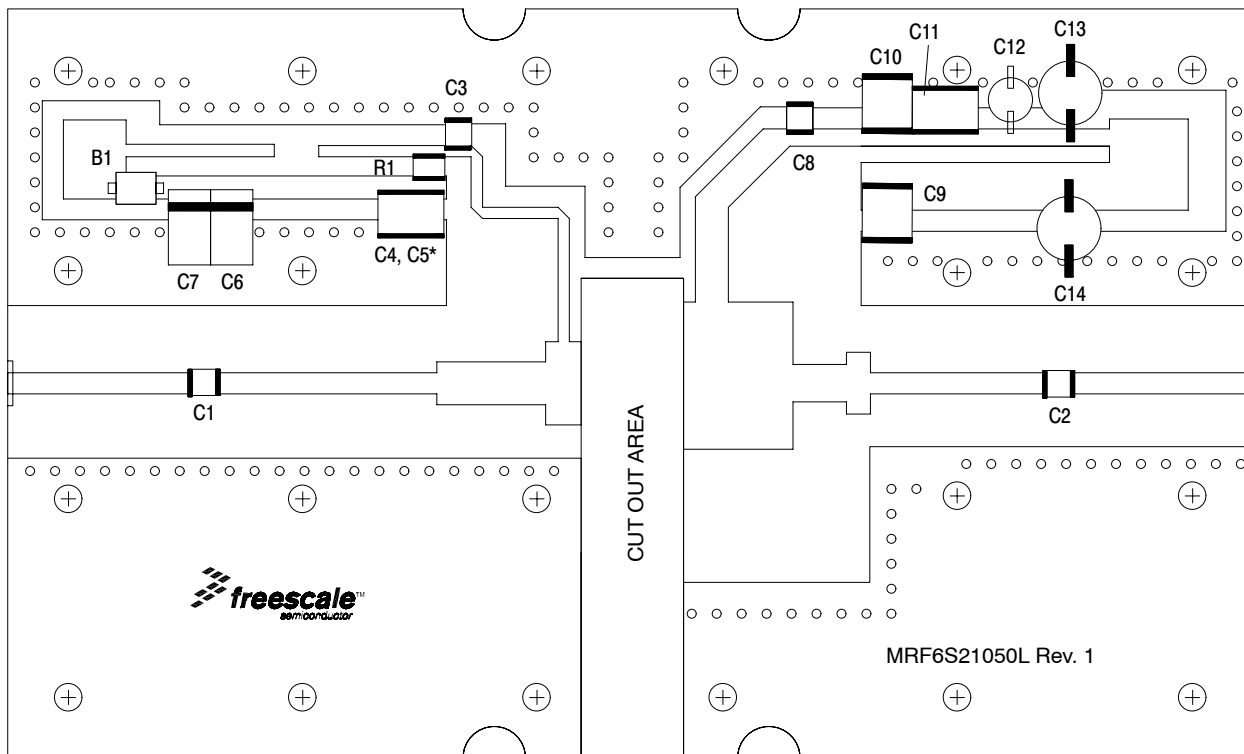 C11
C13
C12
C10
C3
B1
R1
C8
C9
C4, C5*
C7
C6
C14
C1
C2
CUT OUT AREA
freescale™
semiconductor
MRF6S21050L Rev. 1